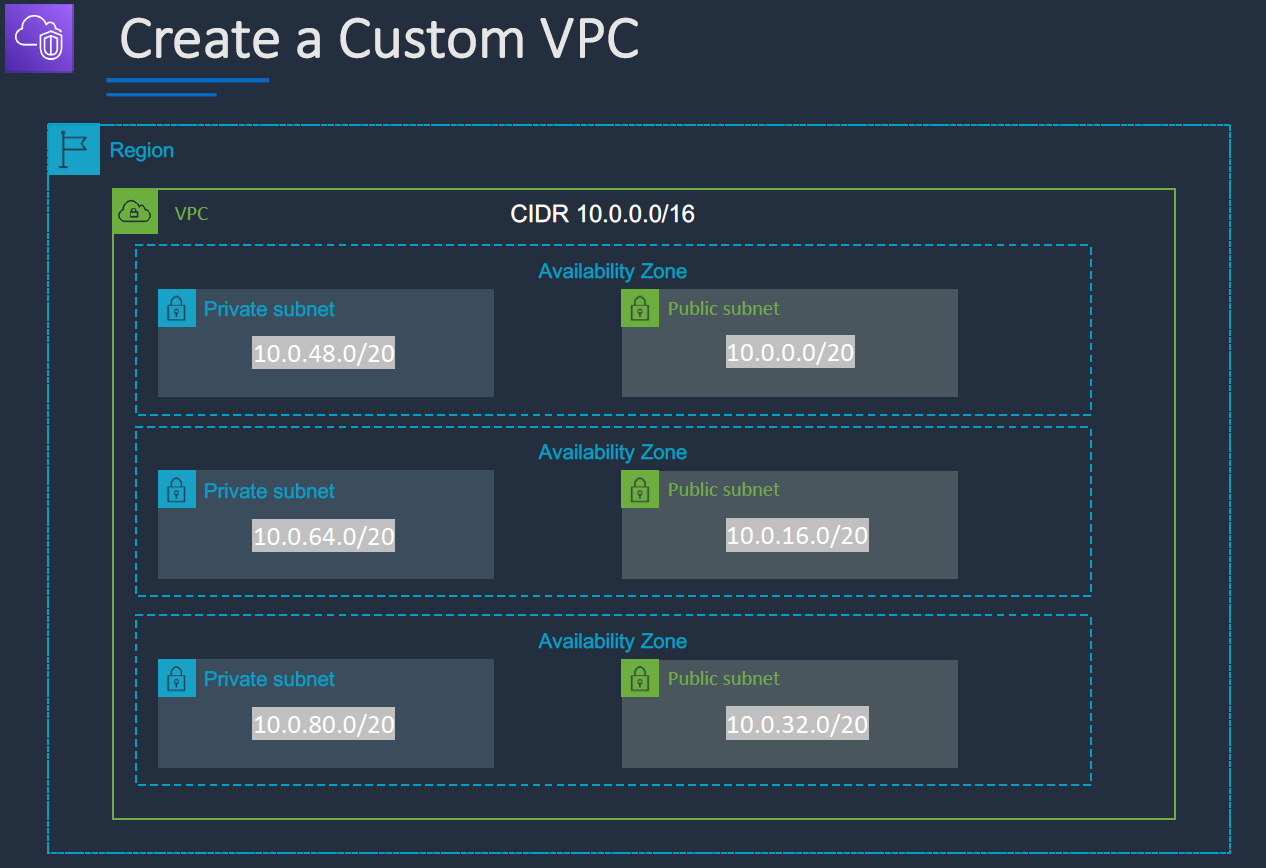 Create a Custom VPC
Region
VPC
CIDR 10.0.0.0/16
Availability Zone
Private subnet
10.0.48.0/20
Public subnet
10.0.0.0/20
Availability Zone
Private subnet
10.0.64.0/20
Public subnet
10.0.16.0/20
Availability Zone
Private subnet
10.0.80.0/20
Public subnet
10.0.32.0/20